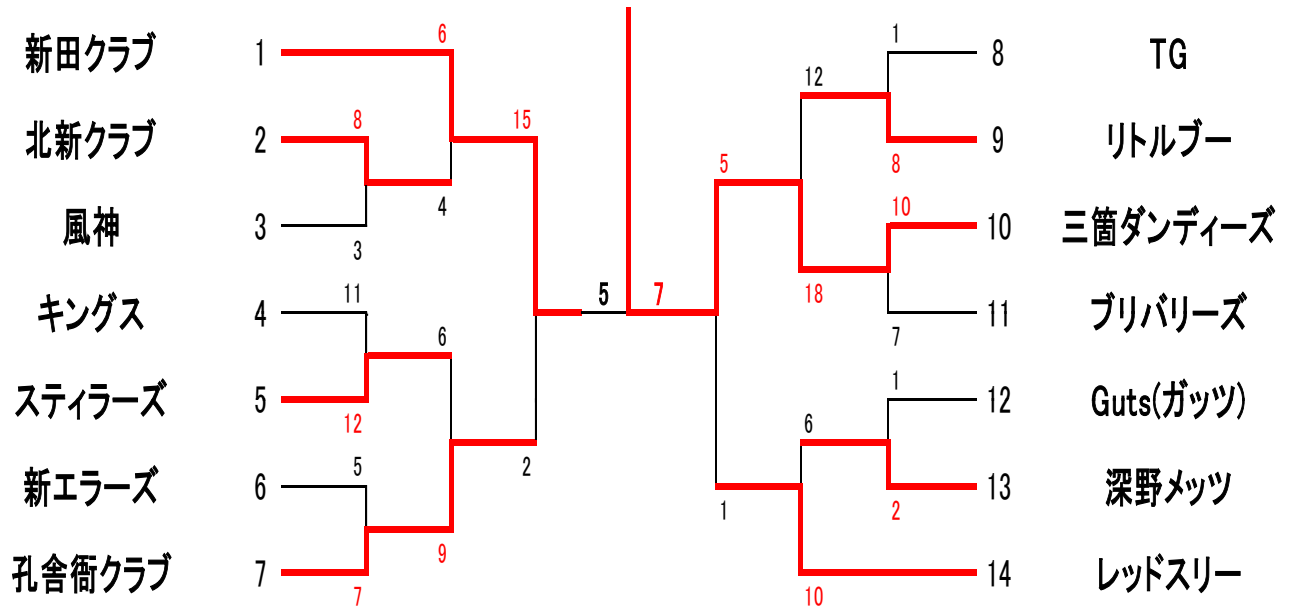 新田クラブ 1 6 1 8 TG
12
北新クラブ 2 8 15 9 リトルブー
5 8
風神 3 4 10 10 三箇ダンディーズ
3
キングス 4 11 5 7 18 11 ブリバリーズ
6 7
スティラーズ 5 1 12 Guts(ガッツ)
12 6
新エラーズ 6 5 2 13 深野メッツ
1 2
孔舎衙クラブ 7 9 14 レッドスリー
7 10